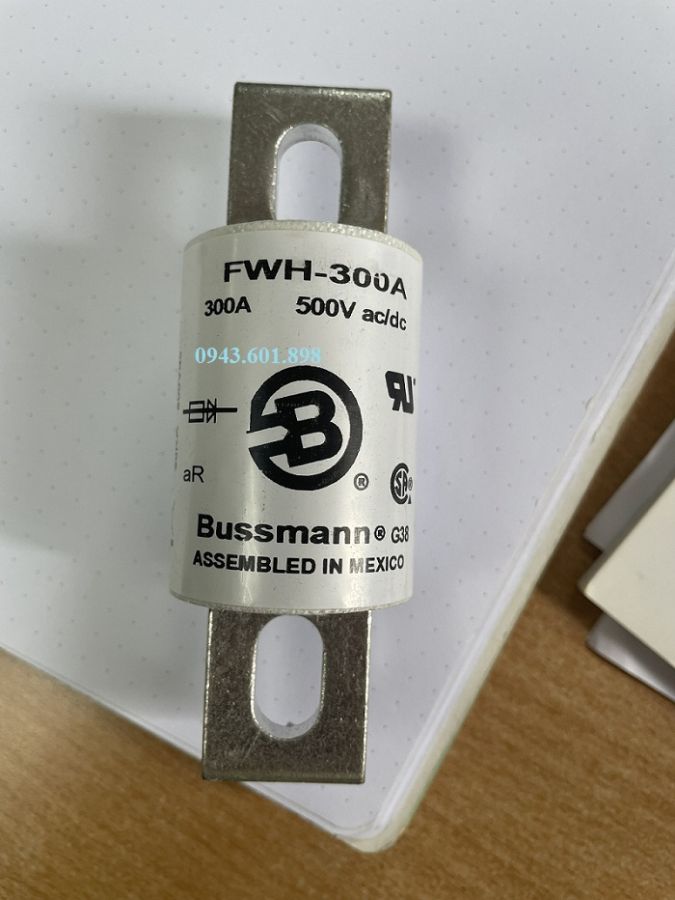 FWH-300A
300A 500V ac/dc
0943.601.898
B
®
aR
Bussmann® G38
ASSEMBLED IN MEXICO